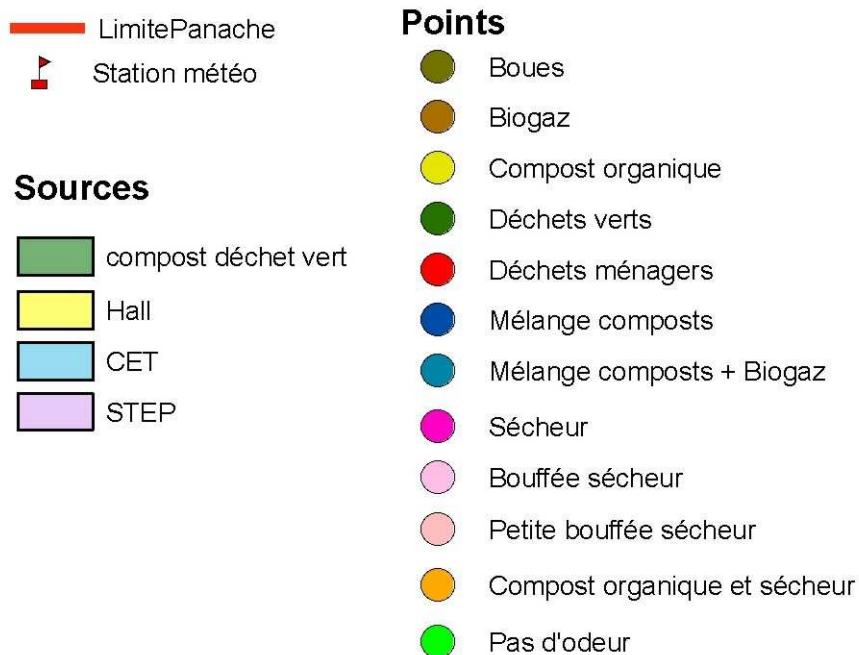 LimitePanache
Station météo
Sources
compost déchet vert
Hall
CET
STEP
Points
Boues
Biogaz
Compost organique
Déchets verts
Déchets ménagers
Mélange composts
Mélange composts + Biogaz
Sécheur
Bouffée sécheur
Petite bouffée sécheur
Compost organique et sécheur
Pas d'odeur